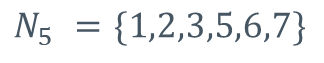 N₅ = {1,2,3,5,6,7}